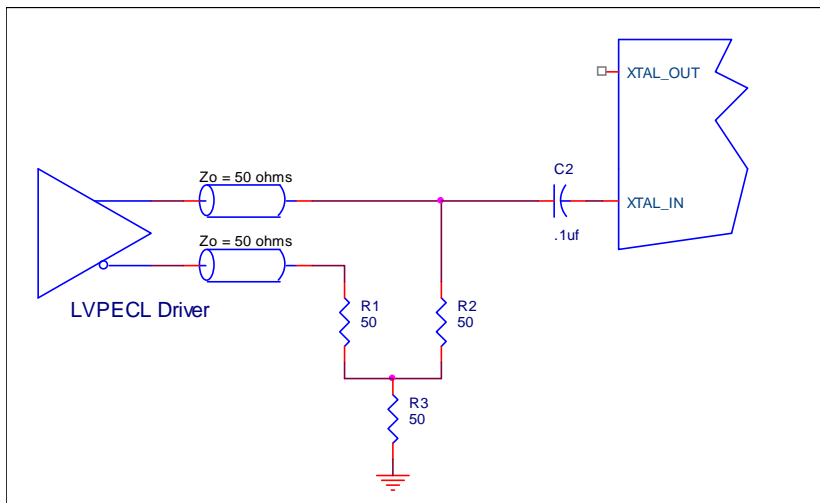 XTAL_OUT
C2
Zo = 50 ohms
XTAL_IN
.1uf
Zo = 50 ohms
LVPECL Driver
R1
50
R2
50
R3
50